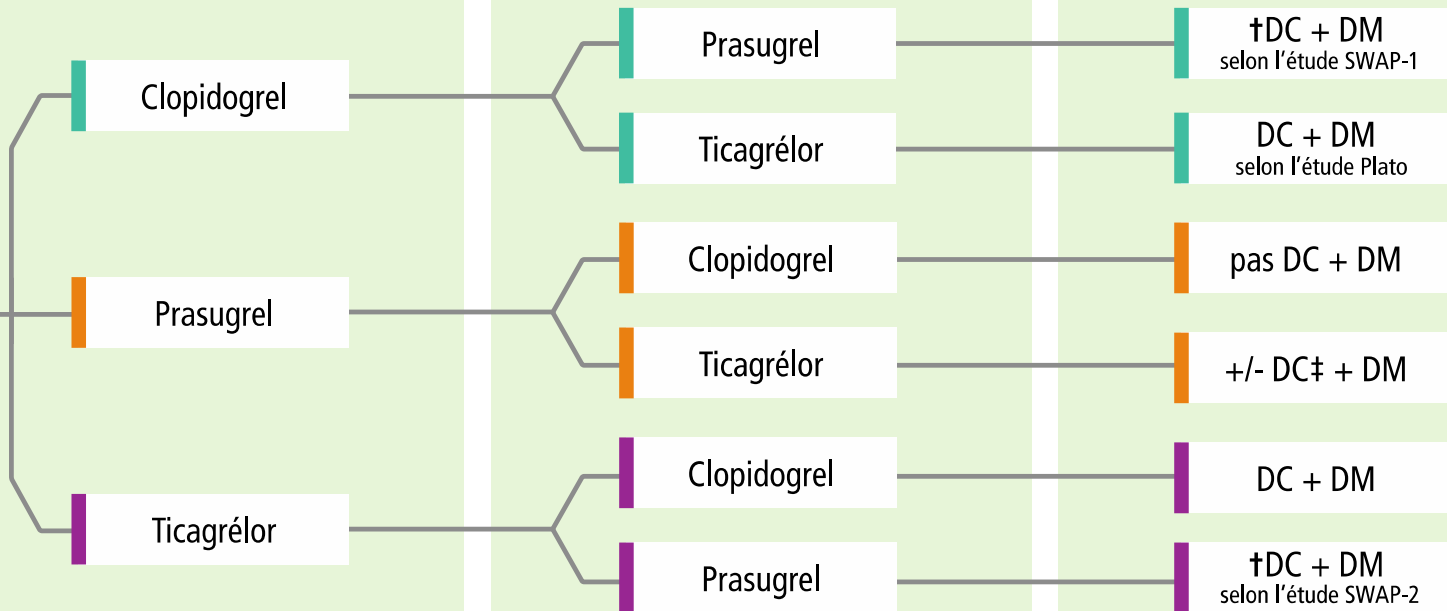 Clopidogrel
Prasugrel
†DC + DM
selon l'étude SWAP-1
Ticagrélor
DC + DM
selon l'étude Plato
Prasugrel
Clopidogrel
pas DC + DM
Ticagrélor
+/- DC‡ + DM
Ticagrélor
Clopidogrel
DC + DM
Prasugrel
†DC + DM
selon l'étude SWAP-2